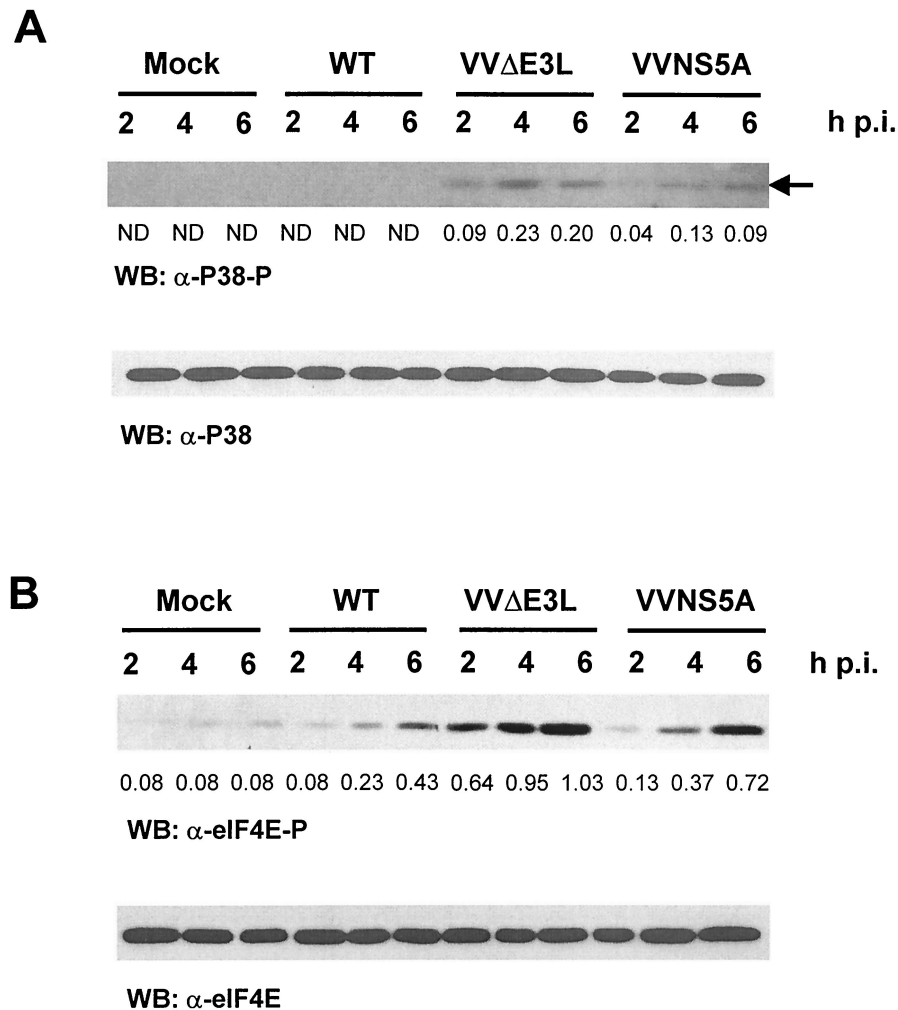 A
Mock WT VVΔE3L VVNS5A
2 4 6 2 4 6 2 4 6 2 4 6 h p.i.
ND ND ND ND ND ND 0.09 0.23 0.20 0.04 0.13 0.09
WB: α-P38-P
WB: α-P38
B
Mock WT VVΔE3L VVNS5A
2 4 6 2 4 6 2 4 6 2 4 6 h p.i.
0.08 0.08 0.08 0.08 0.23 0.43 0.64 0.95 1.03 0.13 0.37 0.72
WB: α-eIF4E-P
WB: α-eIF4E